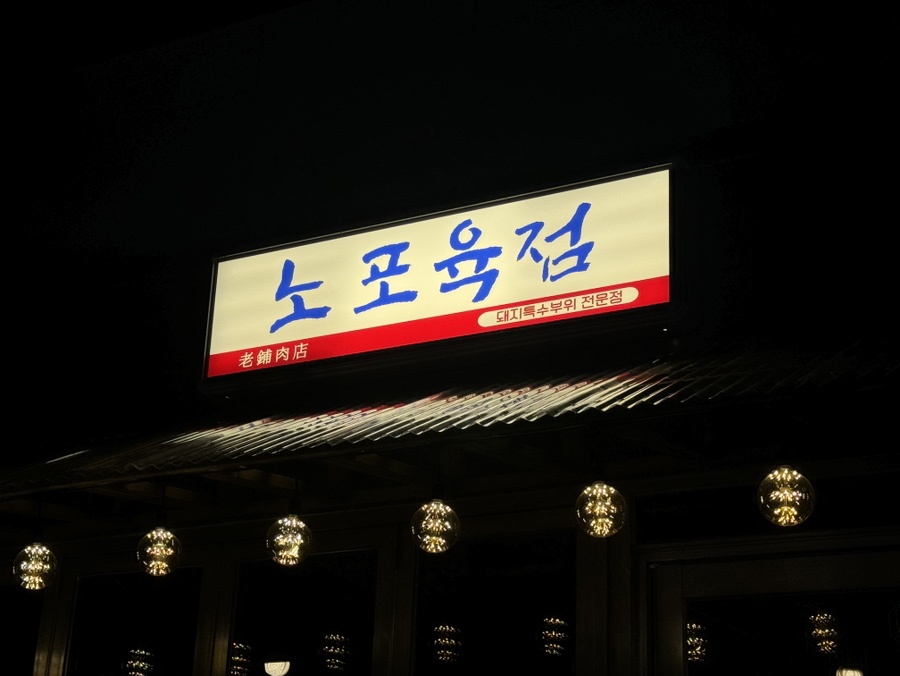 노포육점
老鋪肉店
돼지특수부위 전문점